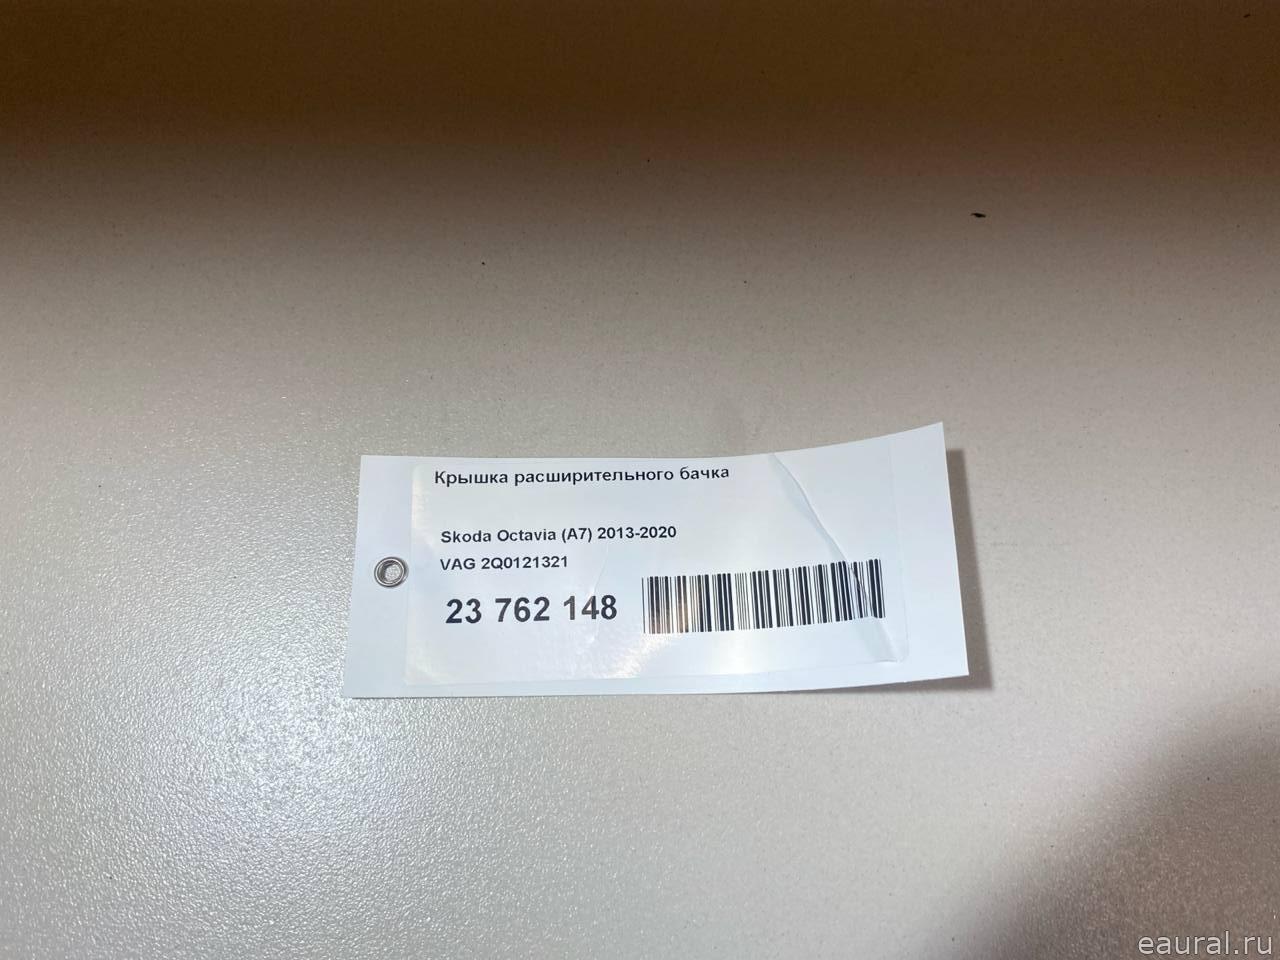 Крышка расширительного бачка
Skoda Octavia (A7) 2013-2020
VAG 2Q0121321
23 762 148
eaural.ru